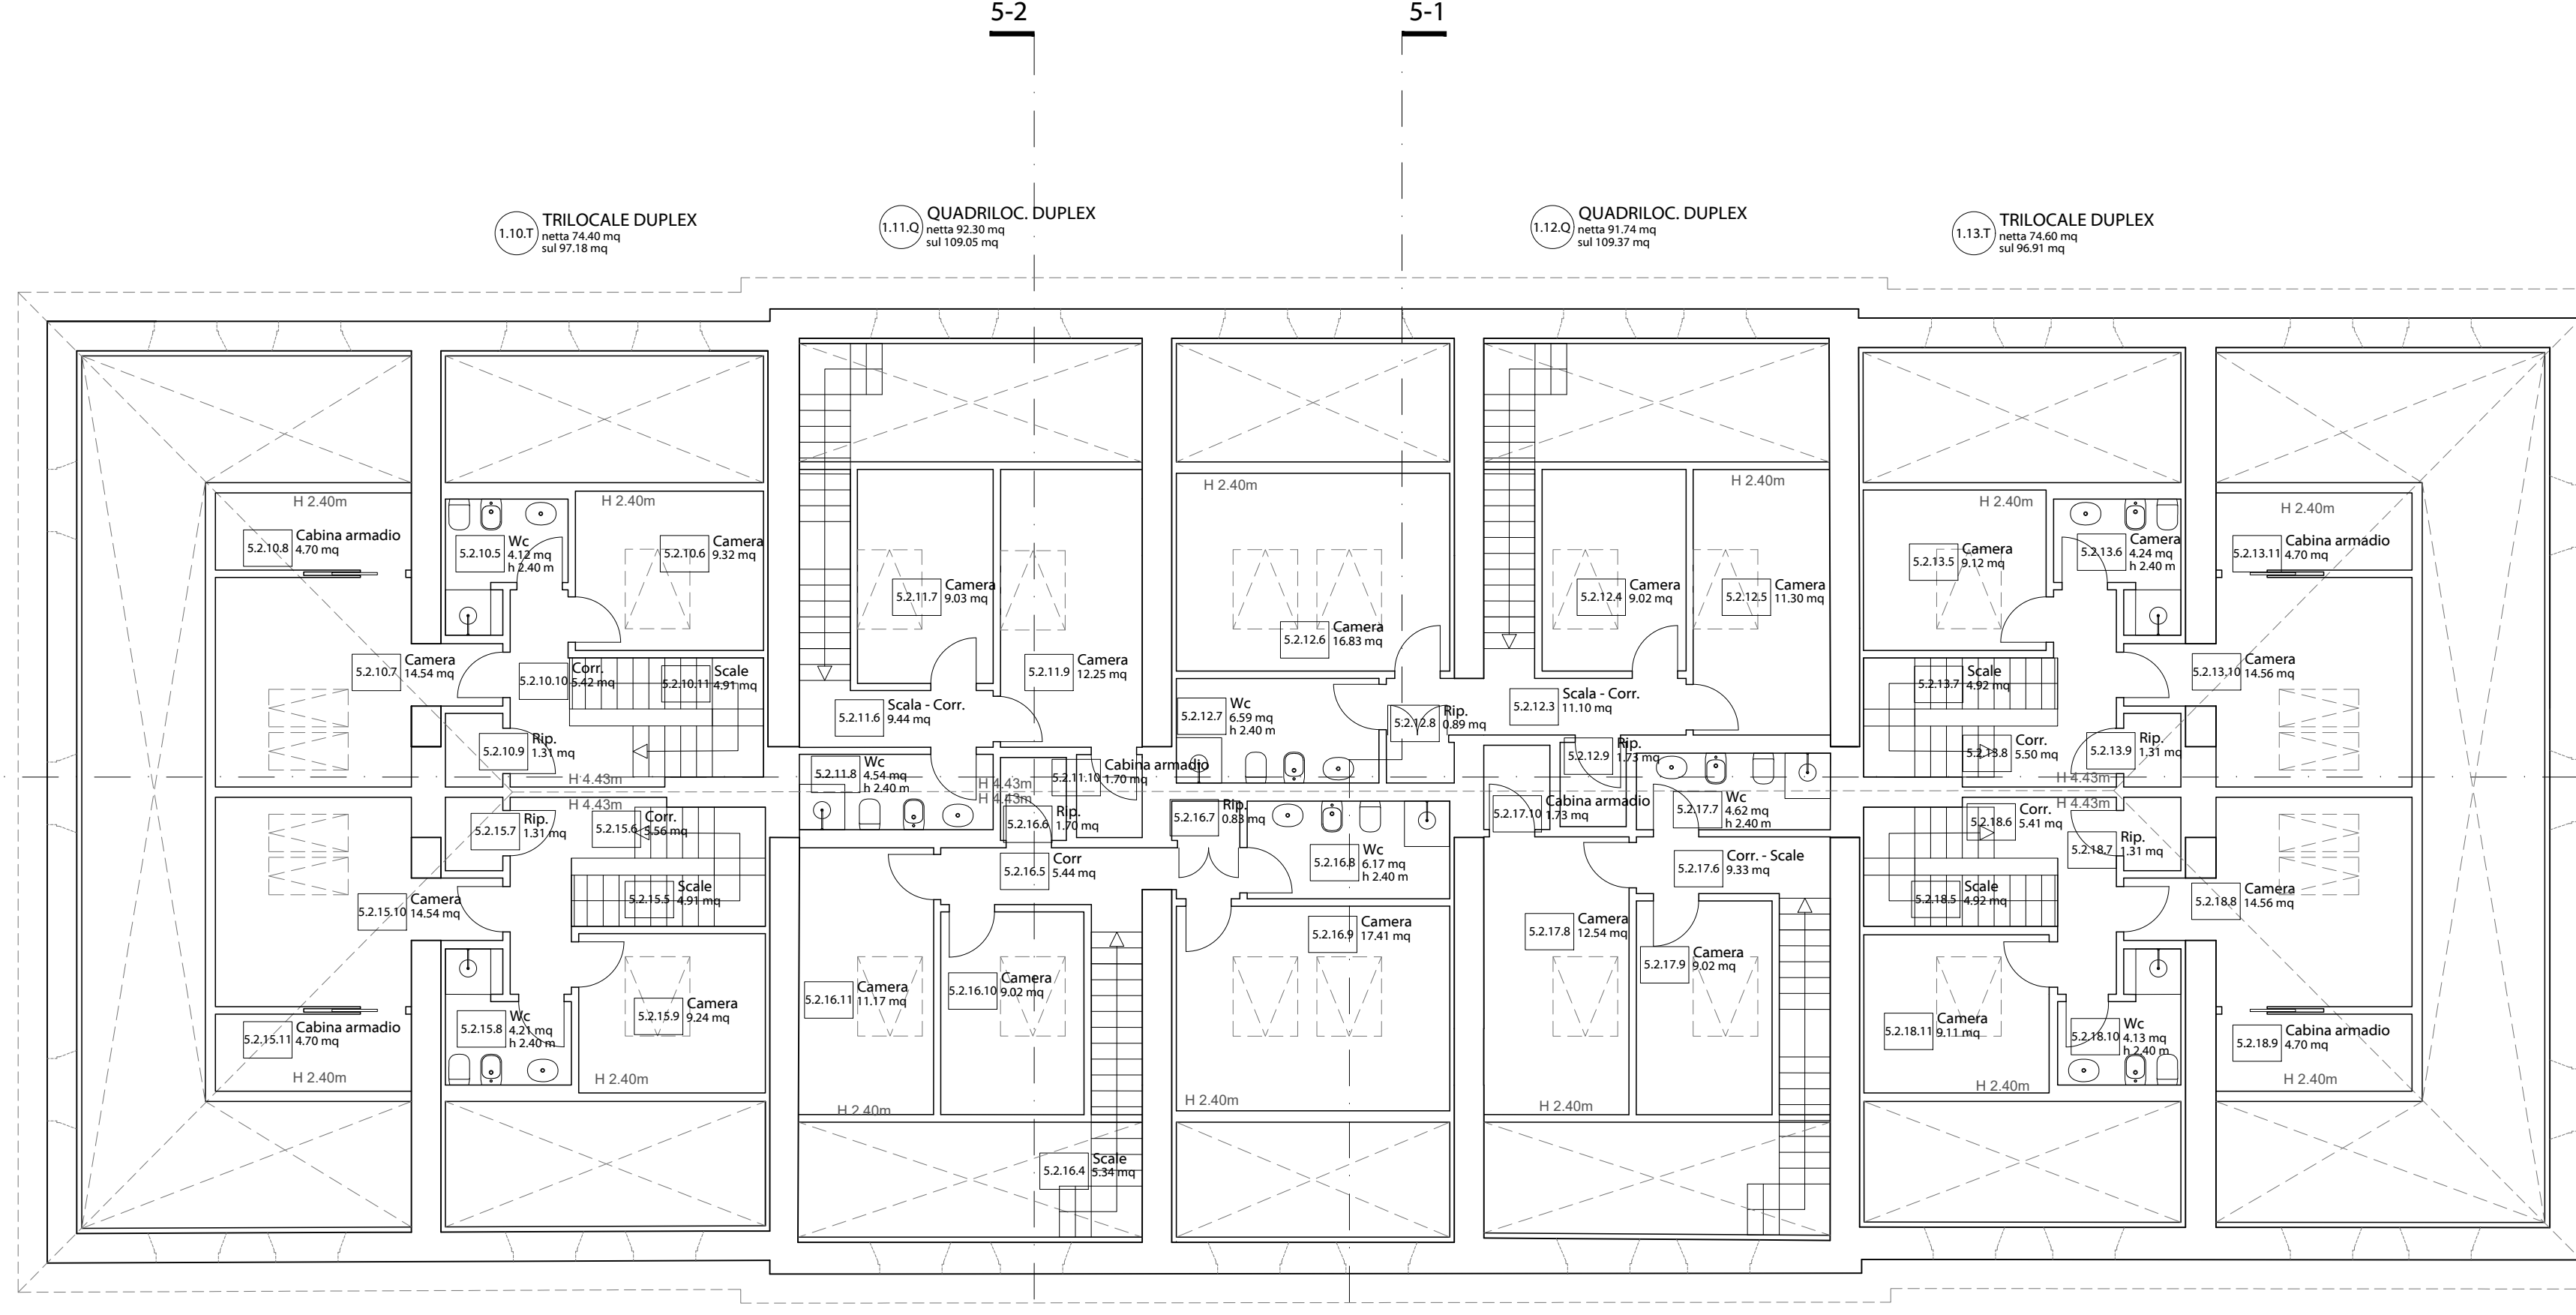 5-2
5-1
1.10.T
TRILOCALE DUPLEX
netta 74.40 mq
sul 97.18 mq
1.11.Q
QUADRILOC. DUPLEX
netta 92.30 mq
sul 109.05 mq
1.12.Q
QUADRILOC. DUPLEX
netta 91.74 mq
sul 109.37 mq
1.13.T
TRILOCALE DUPLEX
netta 74.60 mq
sul 96.91 mq
H 2.40m
5.2.10.8
Cabina armadio
4.70 mq
5.2.10.5
Wc
4.12 mq
h 2.40 m
H 2.40m
5.2.10.6
Camera
9.32 mq
5.2.10.7
Camera
14.54 mq
5.2.10.10
Corr.
5.42 mq
5.2.10.11
Scale
4.91 mq
5.2.10.9
Rip.
1.31 mq
H 4.43m
5.2.11.7
Camera
9.03 mq
5.2.11.9
Camera
12.25 mq
5.2.11.6
Scala - Corr.
9.44 mq
5.2.11.8
Wc
4.54 mq
h 2.40 m
5.2.11.10
Cabina armadio
1.70 mq
H 4.43m
H 2.40m
5.2.12.6
Camera
16.83 mq
5.2.12.7
Wc
6.59 mq
h 2.40 m
5.2.12.8
Rip.
0.89 mq
5.2.12.4
Camera
9.02 mq
H 2.40m
5.2.12.5
Camera
11.30 mq
5.2.12.3
Scala - Corr.
11.10 mq
5.2.12.9
Rip.
1.73 mq
H 2.40m
5.2.13.5
Camera
9.12 mq
5.2.13.6
Camera
4.24 mq
h 2.40 m
H 2.40m
5.2.13.11
Cabina armadio
4.70 mq
5.2.13.7
Scale
4.92 mq
5.2.13.10
Camera
14.56 mq
5.2.13.8
Corr.
5.50 mq
5.2.13.9
Rip.
1.31 mq
H 4.43m
H 4.43m
5.2.15.7
Rip.
1.31 mq
5.2.15.6
Corr.
5.56 mq
5.2.15.5
Scale
4.91 mq
5.2.15.10
Camera
14.54 mq
5.2.15.11
Cabina armadio
4.70 mq
H 2.40m
5.2.15.8
Wc
4.21 mq
h 2.40 m
5.2.15.9
Camera
9.24 mq
H 2.40m
H 4.43m
5.2.16.6
Rip.
1.70 mq
5.2.16.7
Rip.
0.83 mq
5.2.16.5
Corr
5.44 mq
5.2.16.8
Wc
6.17 mq
h 2.40 m
5.2.16.9
Camera
17.41 mq
5.2.16.11
Camera
11.17 mq
5.2.16.10
Camera
9.02 mq
H 2.40m
H 2.40m
5.2.16.4
Scale
5.34 mq
5.2.17.10
Cabina armadio
1.73 mq
5.2.17.7
Wc
4.62 mq
h 2.40 m
5.2.17.6
Corr. - Scale
9.33 mq
5.2.17.8
Camera
12.54 mq
5.2.17.9
Camera
9.02 mq
H 2.40m
H 4.43m
5.2.18.6
Corr.
5.41 mq
5.2.18.7
Rip.
1.31 mq
5.2.18.5
Scale
4.92 mq
5.2.18.8
Camera
14.56 mq
5.2.18.11
Camera
9.11 mq
H 2.40m
5.2.18.10
Wc
4.13 mq
h 2.40 m
5.2.18.9
Cabina armadio
4.70 mq
H 2.40m